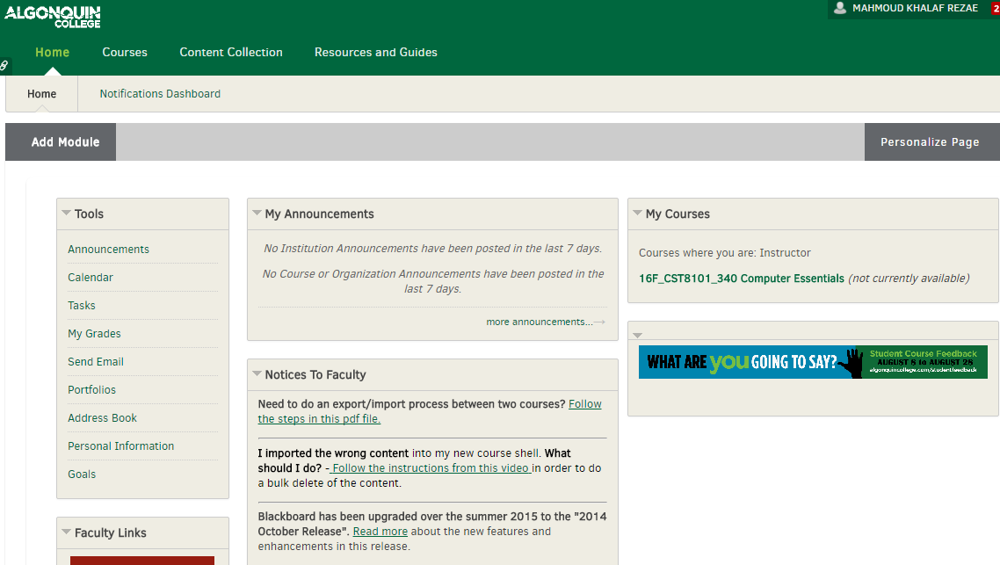 ALGONQUIN
COLLEGE
MAHMOUD KHALAF REZAE
2
Home
Courses
Content Collection
Resources and Guides
Home
Notifications Dashboard
Add Module
Personalize Page
Tools
Announcements
Calendar
Tasks
My Grades
Send Email
Portfolios
Address Book
Personal Information
Goals
Faculty Links
My Announcements
No Institution Announcements have been posted in the last 7 days.
No Course or Organization Announcements have been posted in the
last 7 days.
more announcements...→
Notices To Faculty
Need to do an export/import process between two courses? Follow
the steps in this pdf file.
I imported the wrong content into my new course shell. What
should I do? - Follow the instructions from this video in order to do
a bulk delete of the content.
Blackboard has been upgraded over the summer 2015 to the "2014
October Release". Read more about the new features and
enhancements in this release.
My Courses
Courses where you are: Instructor
16F_CST8101_340 Computer Essentials (not currently available)
WHAT ARE you GOING TO SAY?
Student Course Feedback
AUGUST 8 to AUGUST 28
algonquincollege.com/studentfeedback